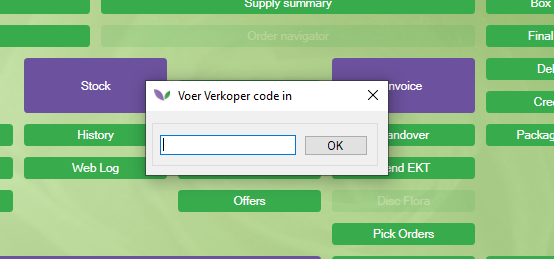 Supply summary
Box
Order navigator
Final
Stock
Voer Verkoper code in
nvoice
Del
Cre
OK
History
andover
Packag
Web Log
end EKT
Offers
Disc Flora
Pick Orders